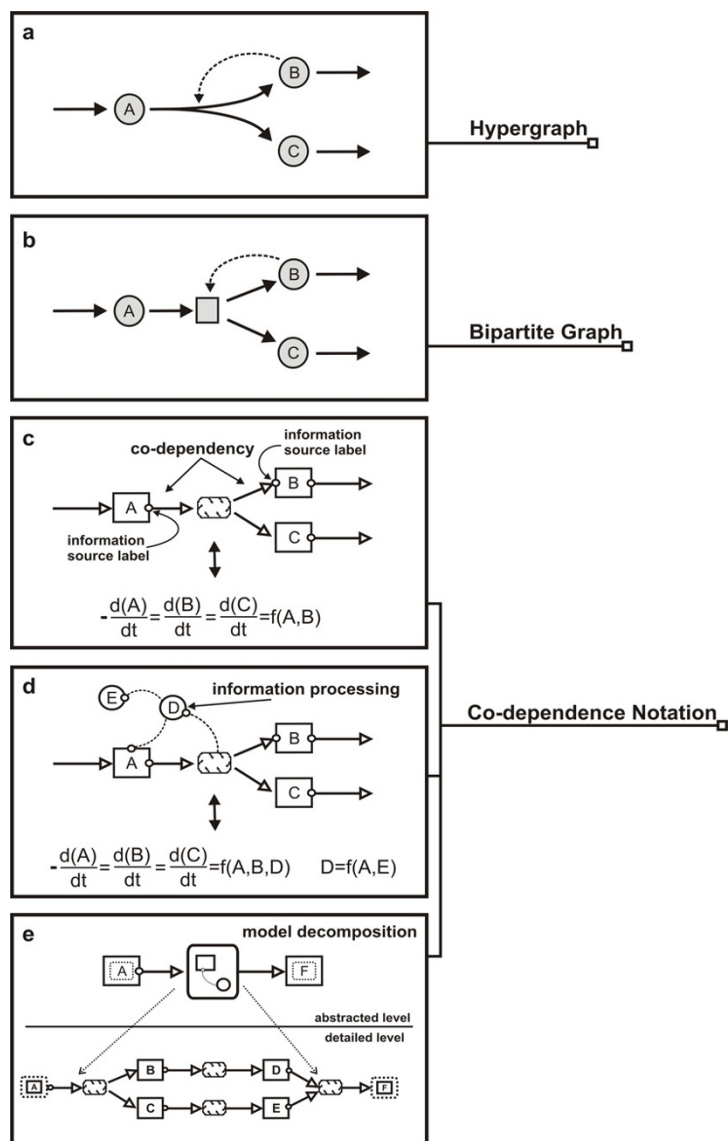 a
B
A
C
Hypergraph
b
B
A
C
Bipartite Graph
c
co-dependency
information
source label
B
A
C
information
source label
-d(A)/dt=d(B)/dt=d(C)/dt=f(A,B)
d
E
D
information processing
B
A
C
-d(A)/dt=d(B)/dt=d(C)/dt=f(A,B,D) D=f(A,E)
Co-dependence Notation
e
model decomposition
A
F
abstracted level
detailed level
B
D
A
F
C
E